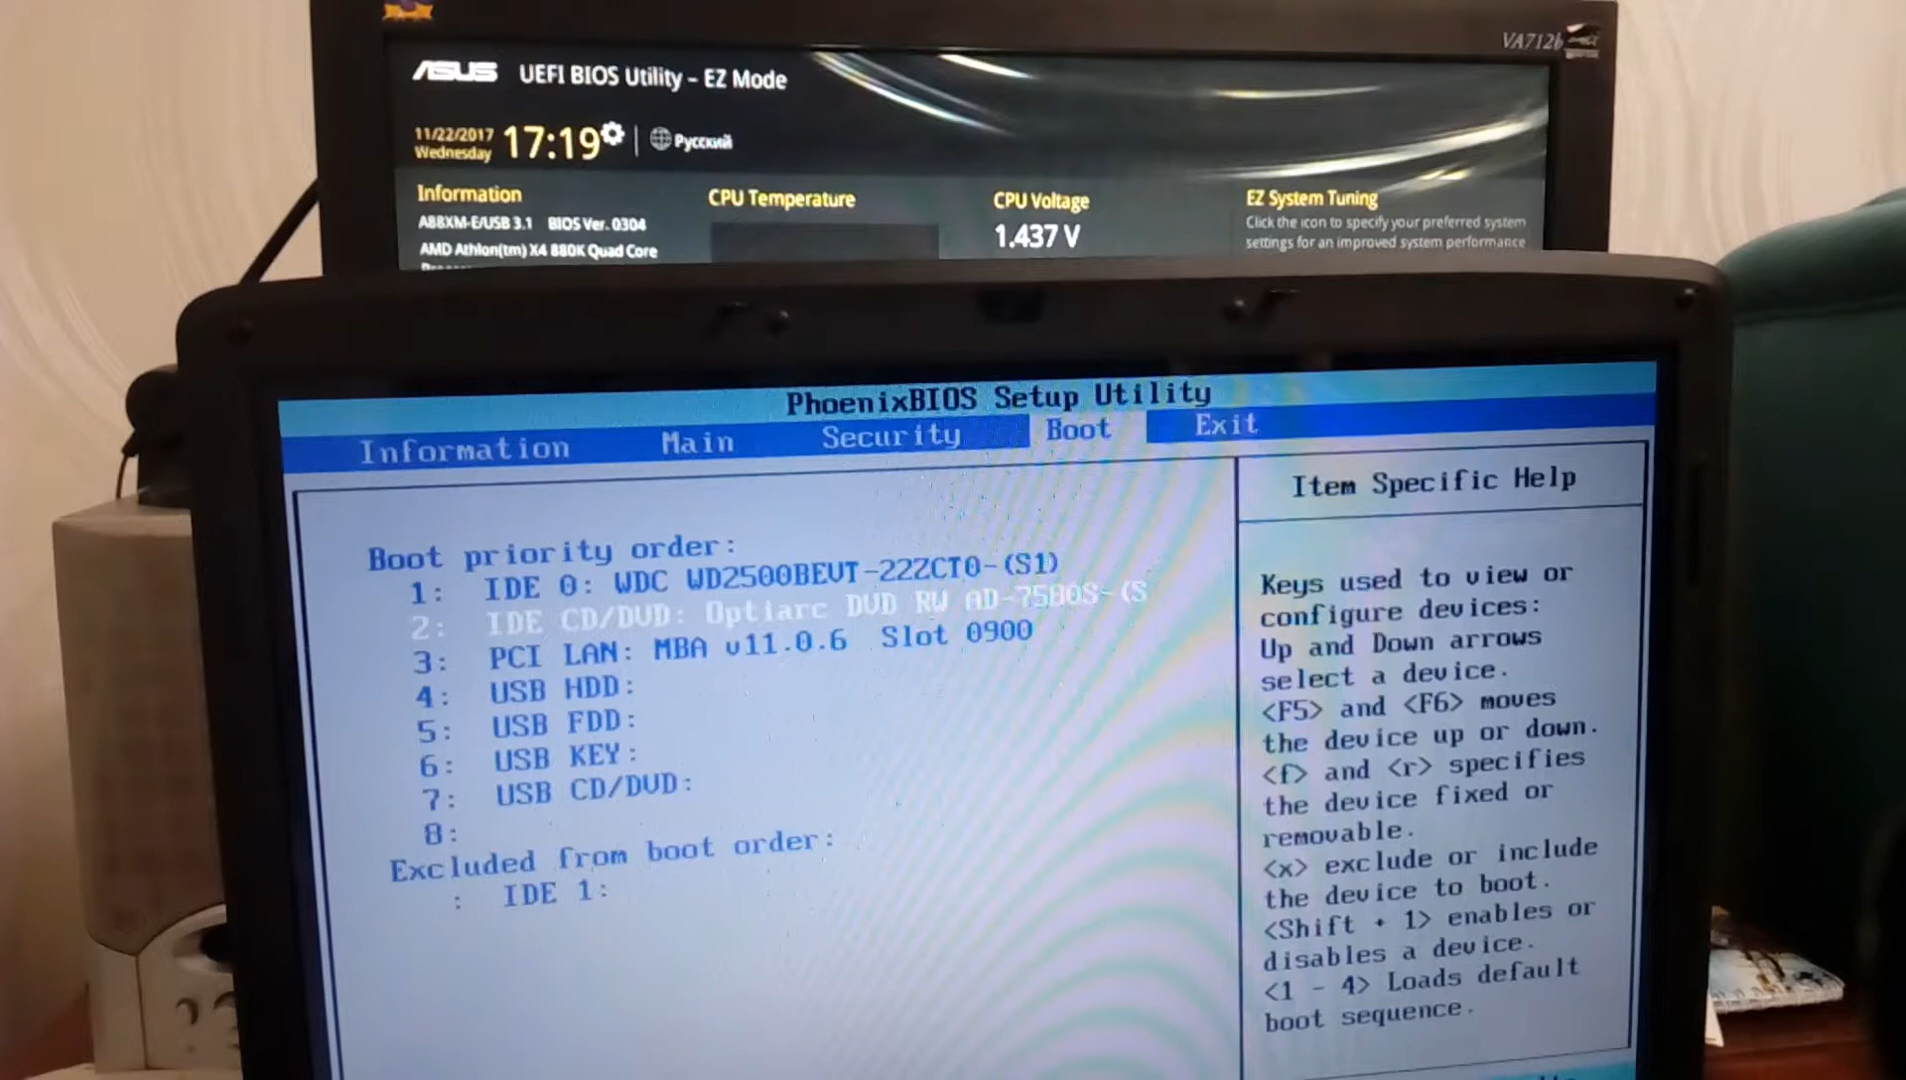 VA712b
ASUS UEFI BIOS Utility – EZ Mode
11/22/2017
Wednesday
17:19
Русский
Information
A88XM-E/USB 3.1 BIOS Ver. 0304
AMD Athlon(tm) X4 880K Quad Core
CPU Temperature
CPU Voltage
1.437 V
EZ System Tuning
Click the icon to specify your preferred system
settings for an improved system performance
PhoenixBIOS Setup Utility
Information Main Security Boot Exit
Boot priority order:
1: IDE 0: WDC WD2500BEVT-22ZCT0-(S1)
2: IDE CD/DVD: Optiarc DVD RW AD-7580S-(S
3: PCI LAN: MBA v11.0.6 Slot 0900
4: USB HDD:
5: USB FDD:
6: USB KEY:
7: USB CD/DVD:
8:
Excluded from boot order:
: IDE 1:
Item Specific Help
Keys used to view or
configure devices:
Up and Down arrows
select a device.
<F5> and <F6> moves
the device up or down.
<f> and <r> specifies
the device fixed or
removable.
<x> exclude or include
the device to boot.
<Shift + 1> enables or
disables a device.
<1 - 4> Loads default
boot sequence.